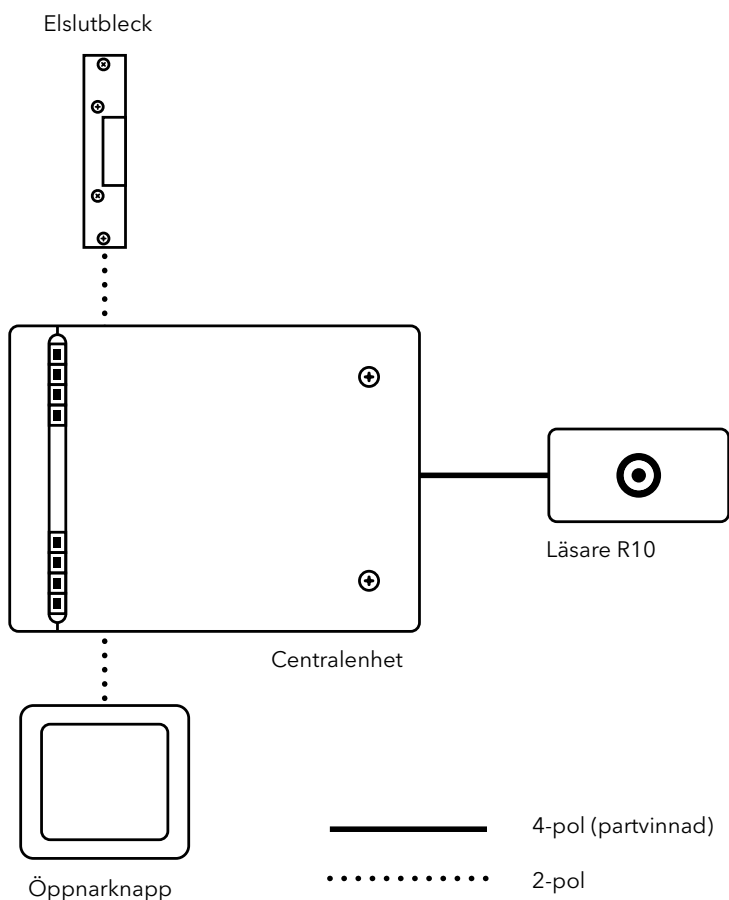 Elslutbleck
Läsare R10
Centralenhet
4-pol (partvinnad)
Öppnarknapp
2-pol